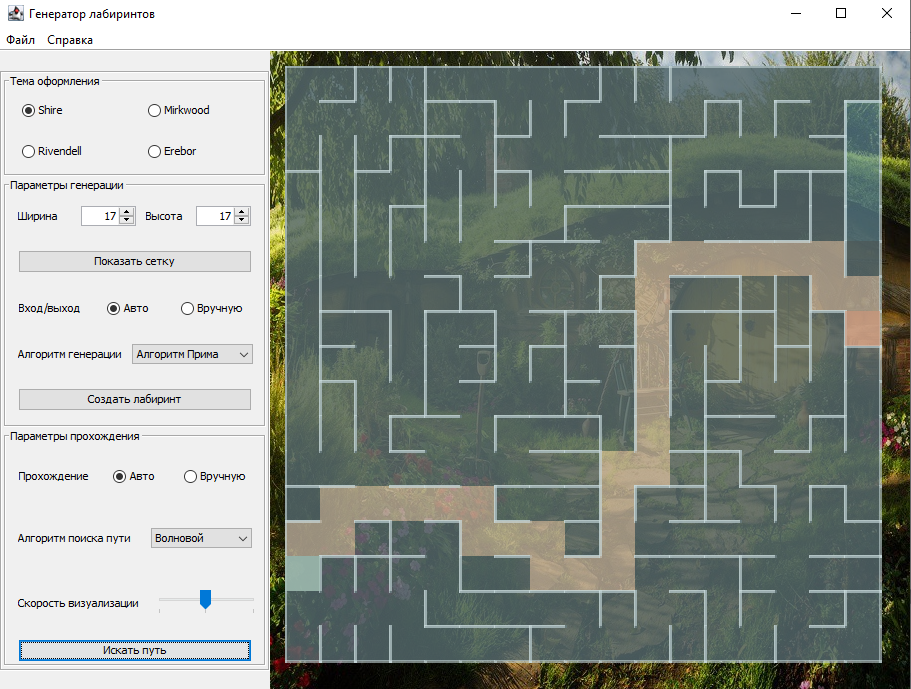 Генератор лабиринтов
Файл Справка
Тема оформления
Shire Mirkwood
Rivendell Erebor
Параметры генерации
Ширина 17 Высота 17
Показать сетку
Вход/выход Авто Вручную
Алгоритм генерации Алгоритм Прима
Создать лабиринт
Параметры прохождения
Прохождение Авто Вручную
Алгоритм поиска пути Волновой
Скорость визуализации
Искать путь